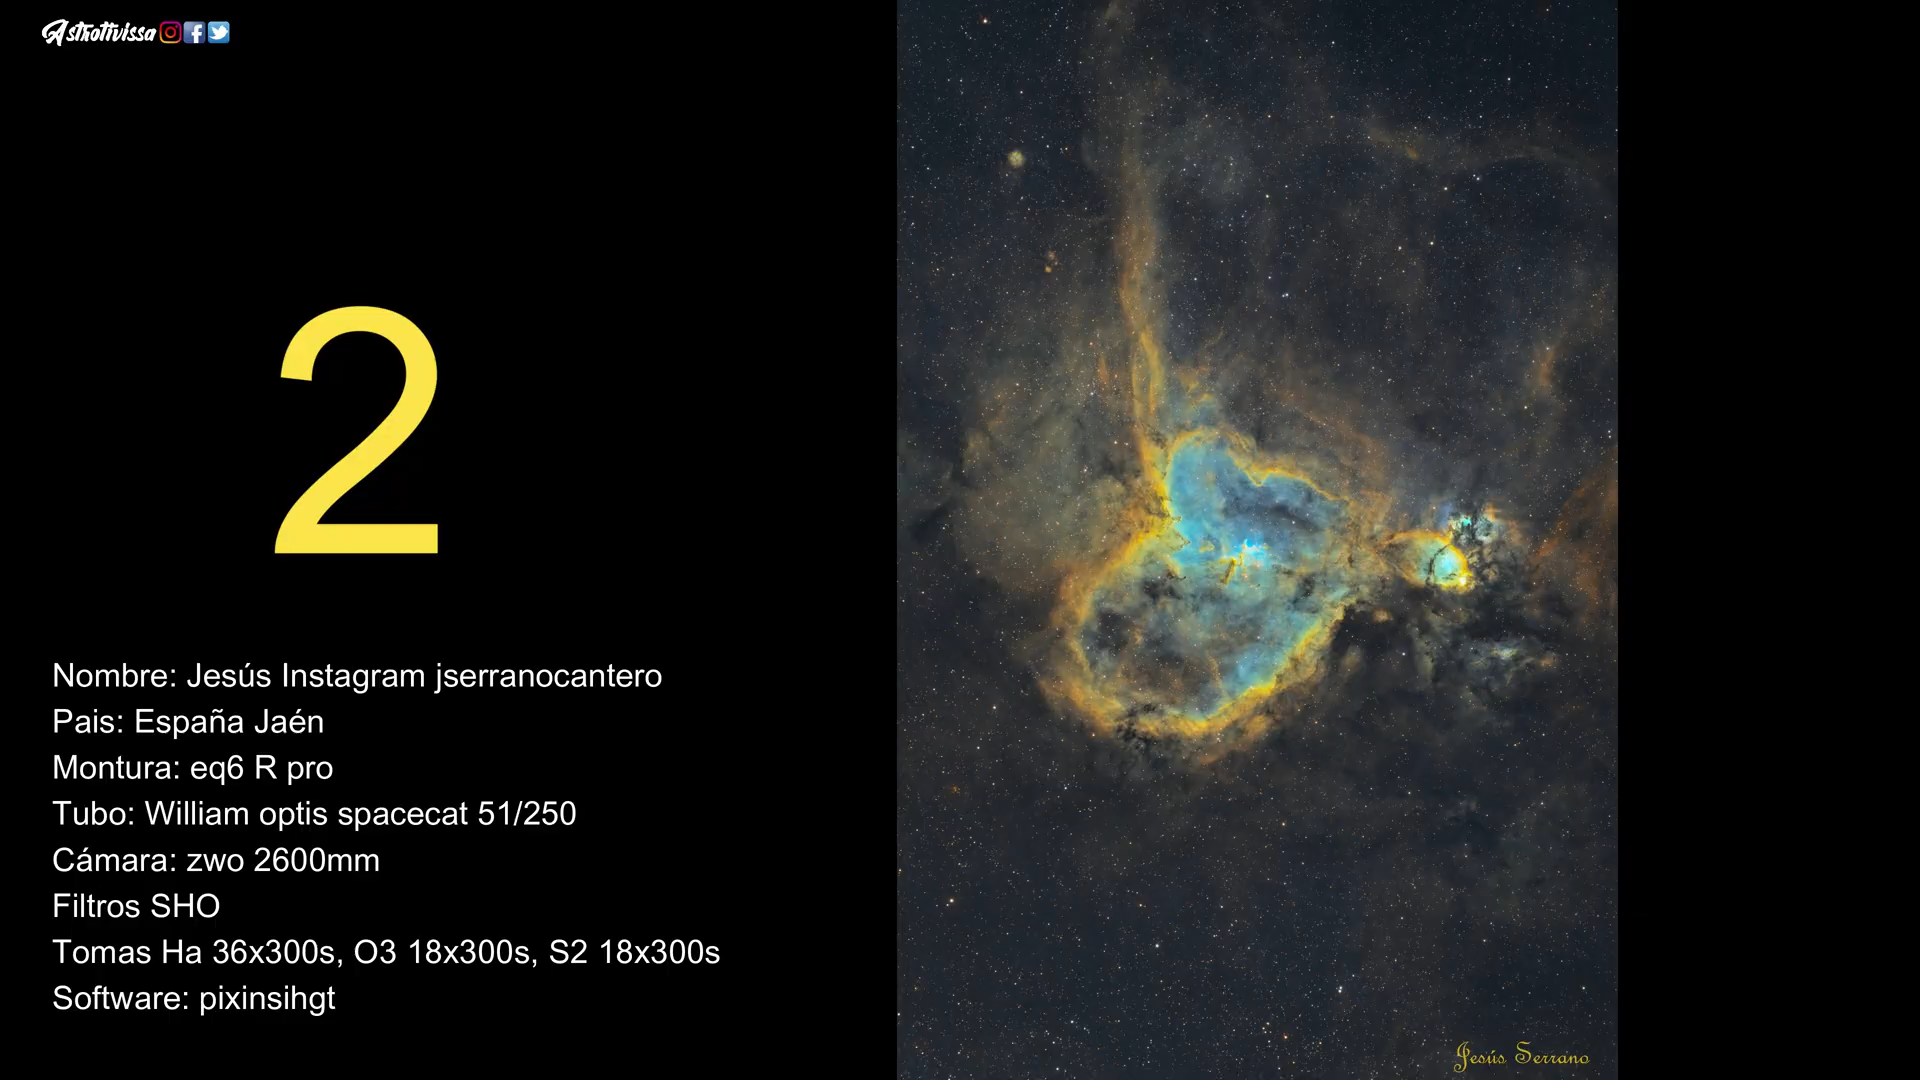 Astroitivissa
2
Nombre: Jesús Instagram jserranocantero
Pais: España Jaén
Montura: eq6 R pro
Tubo: William optis spacecat 51/250
Cámara: zwo 2600mm
Filtros SHO
Tomas Ha 36x300s, O3 18x300s, S2 18x300s
Software: pixinsihgt
Jesús Serrano